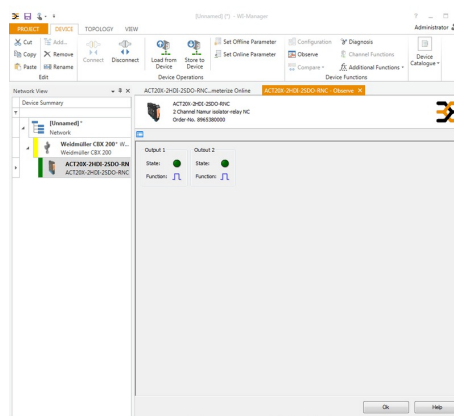 [Unnamed] (*) - WI-Manager
PROJECT DEVICE TOPOLOGY VIEW
Administrator
Cut Add...
Copy Remove
Paste Rename
Edit
Connect Disconnect
Load from Device
Store to Device
Set Offline Parameter
Set Online Parameter
Device Operations
Configuration Diagnosis
Observe Channel Functions
Compare Additional Functions
Device Functions
Device Catalogue
Network View
ACT20X-2HDI-2SDO-RNC...meterize Online
ACT20X-2HDI-2SDO-RNC - Observe
Device Summary
[Unnamed]*
Network
Weidmüller CBX 200* W...
Weidmüller CBX 200
ACT20X-2HDI-2SDO-RN
ACT20X-2HDI-2SDO-RNC
ACT20X-2HDI-2SDO-RNC
2 Channel Namur isolator-relay NC
Order-No. 8965380000
Output 1 Output 2
State: State:
Function: Function:
Ok Help